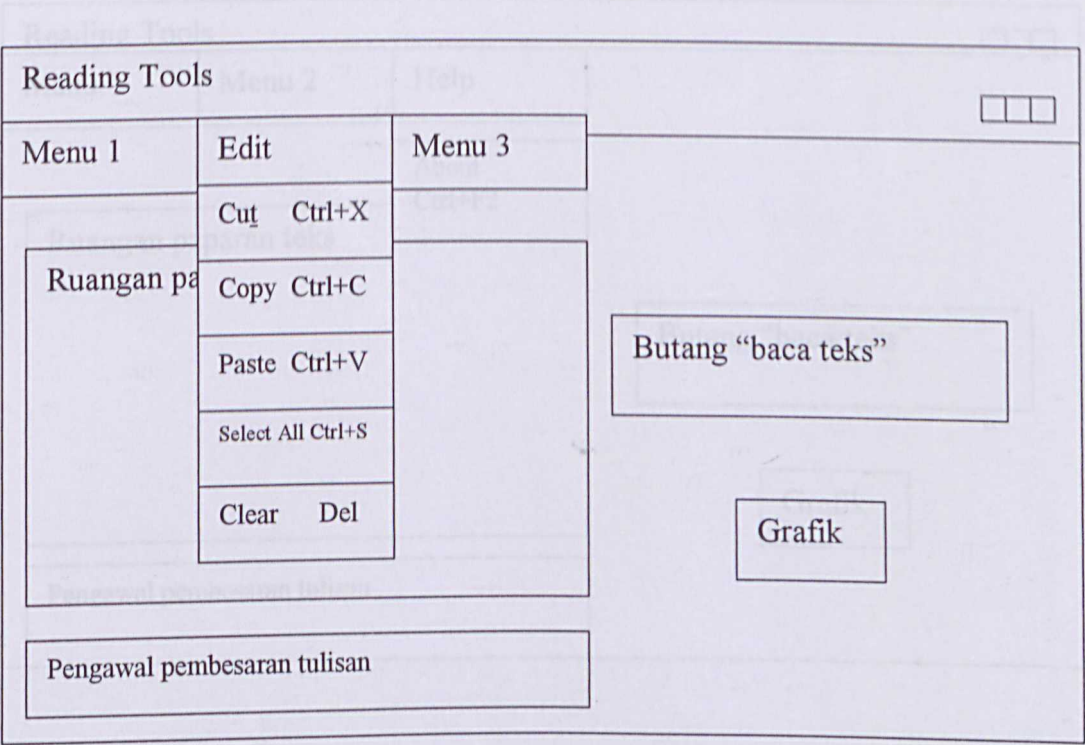 Reading Tools
Menu 1 Edit Menu 3
Cut Ctrl+X
Ruangan pa
Copy Ctrl+C
Paste Ctrl+V
Select All Ctrl+S
Clear Del
Butang “baca teks”
Grafik
Pengawal pembesaran tulisan